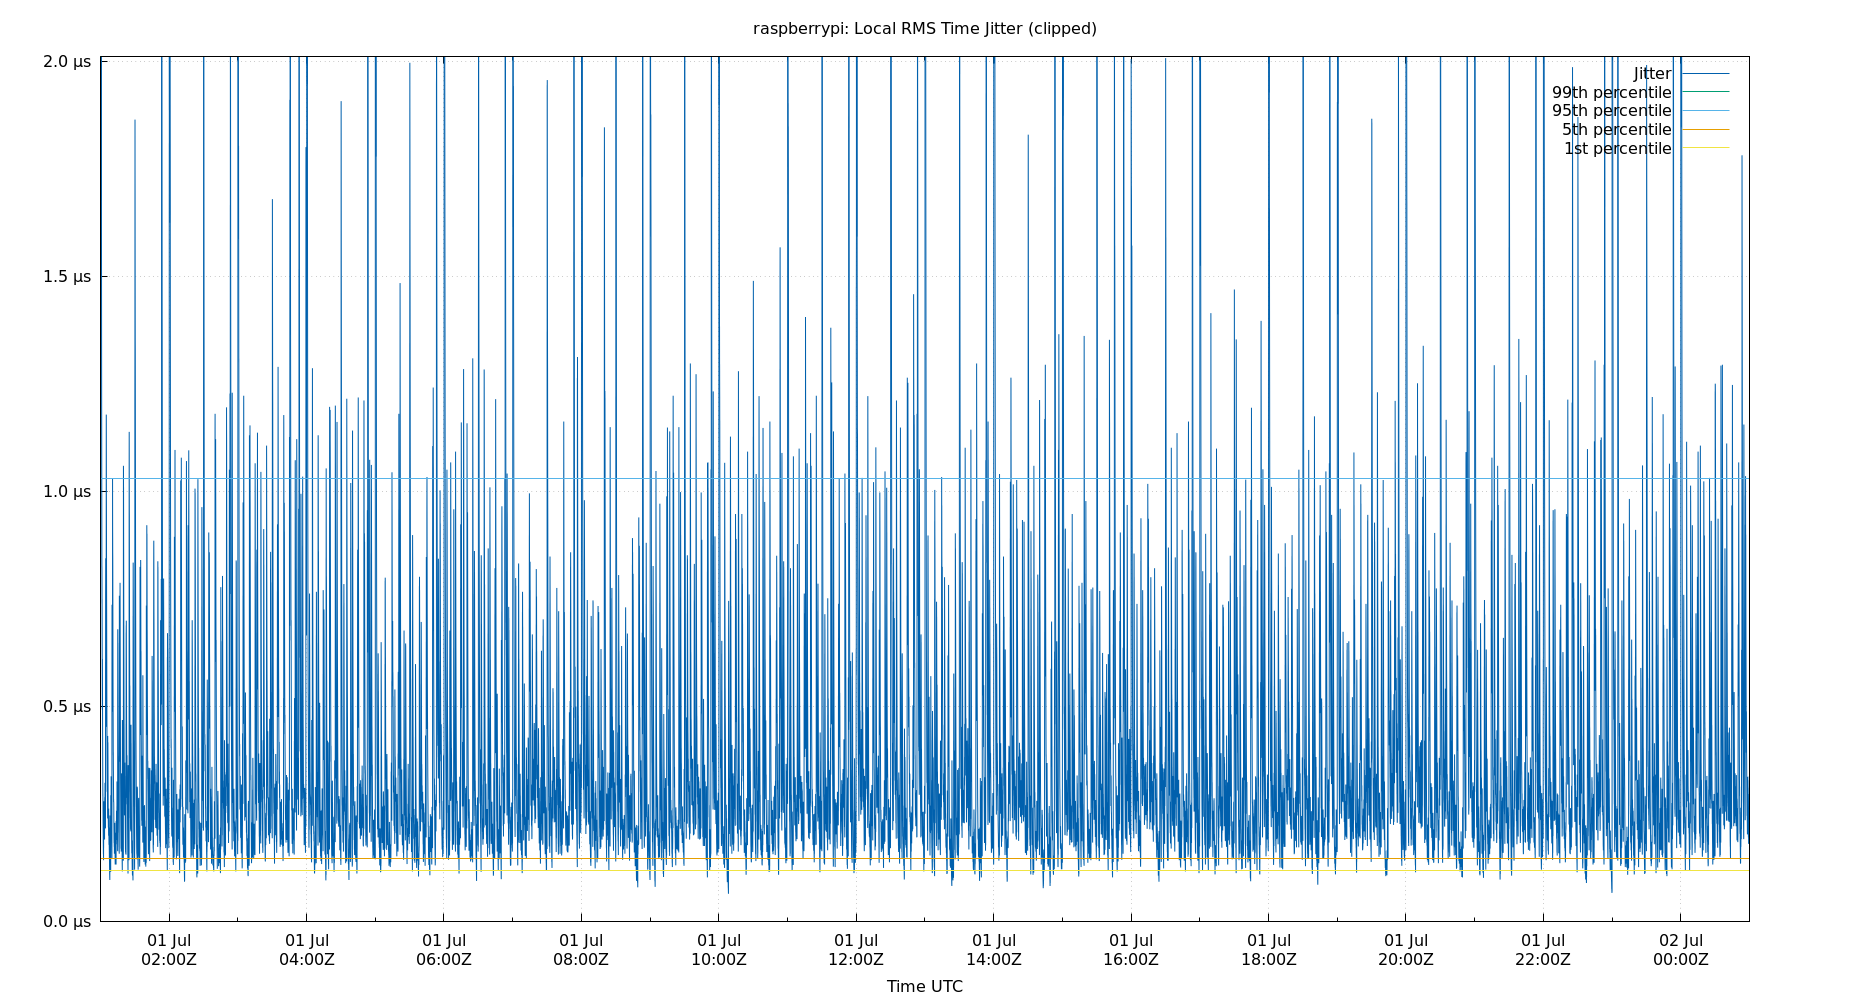 raspberrypi: Local RMS Time Jitter (clipped)
2.0 µs
1.5 µs
1.0 µs
0.5 µs
0.0 µs
Jitter
99th percentile
95th percentile
5th percentile
1st percentile
01 Jul 01 Jul 01 Jul 01 Jul 01 Jul 01 Jul 01 Jul 01 Jul 01 Jul 01 Jul 01 Jul 02 Jul
02:00Z 04:00Z 06:00Z 08:00Z 10:00Z 12:00Z 14:00Z 16:00Z 18:00Z 20:00Z 22:00Z 00:00Z
Time UTC